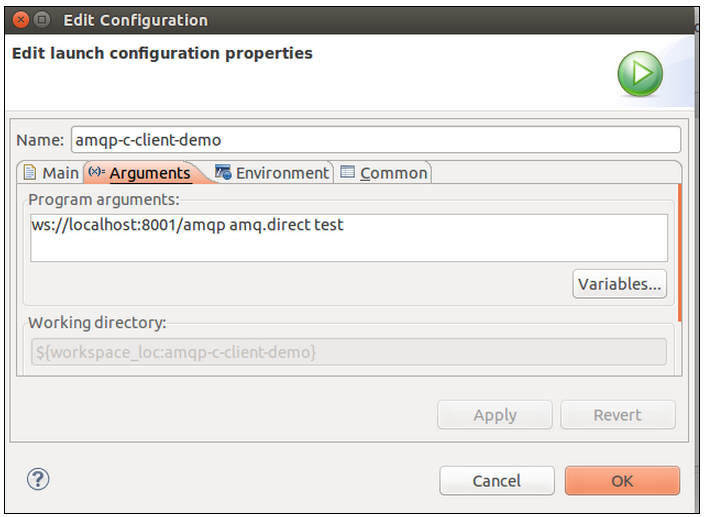 Edit Configuration
Edit launch configuration properties
Name: amqp-c-client-demo
Main (x)= Arguments Environment Common
Program arguments:
ws://localhost:8001/amqp amq.direct test
Variables...
Working directory:
${workspace_loc:amqp-c-client-demo}
Apply Revert
? Cancel OK